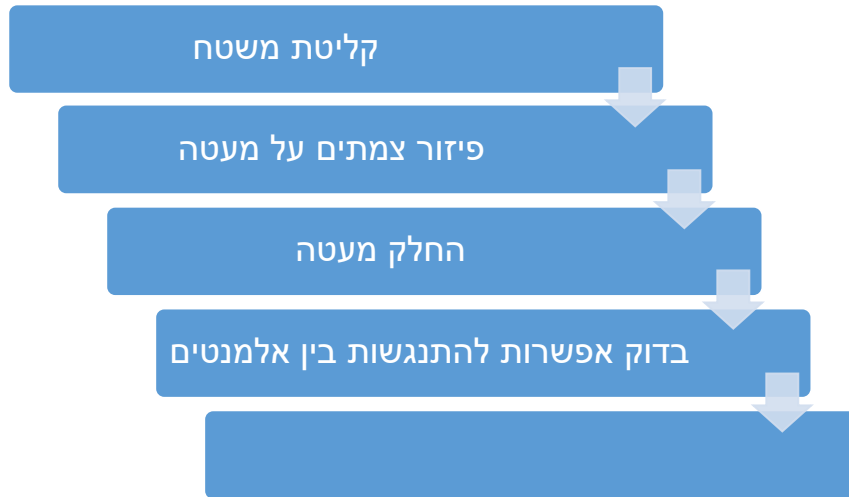 קליטת משטח
פיזור צמתים על מעטה
החלק מעטה
בדוק אפשרות להתנגשות בין אלמנטים